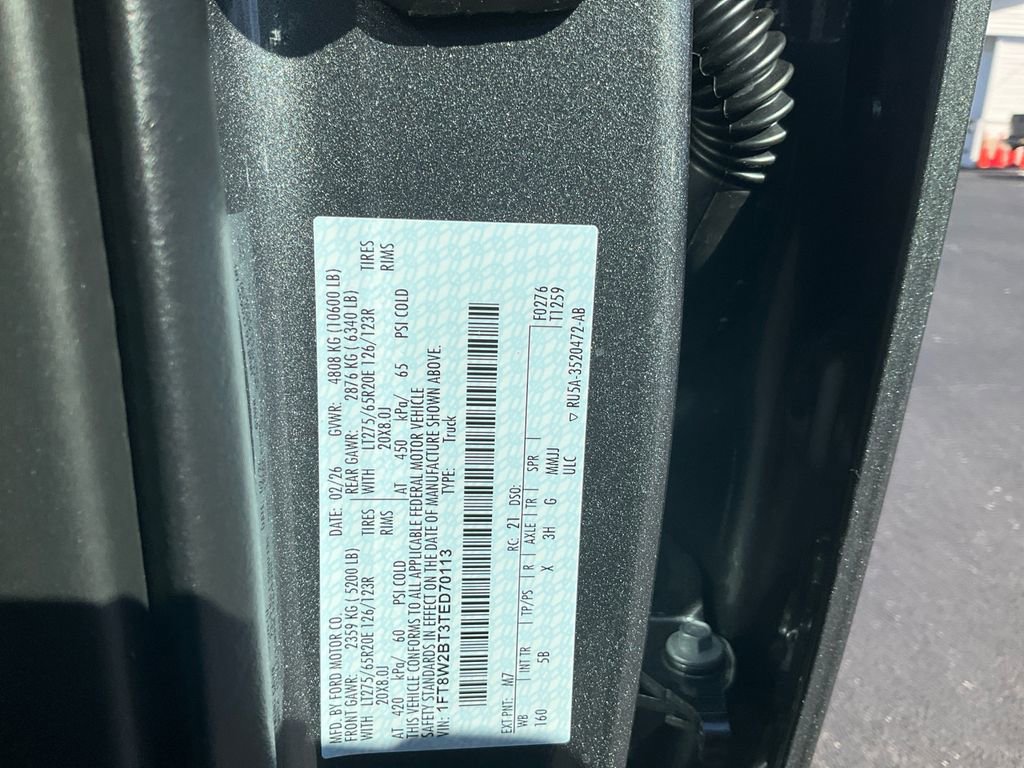 MFD. BY FORD MOTOR CO. DATE: 02/26 GVWR: 4808 KG (10600 LB)
FRONT GAWR: 2359 KG (5200 LB) REAR GAWR: 2876 KG (6340 LB)
WITH LT275/65R20E 126/123R TIRES WITH LT275/65R20E 126/123R TIRES
20X8.0J RIMS 20X8.0J RIMS
AT 420 kPa/ 60 PSI COLD AT 450 kPa/ 65 PSI COLD
THIS VEHICLE CONFORMS TO ALL APPLICABLE FEDERAL MOTOR VEHICLE
SAFETY STANDARDS IN EFFECT ON THE DATE OF MANUFACTURE SHOWN ABOVE.
VIN: 1FT8W2BT3TED70113 TYPE: Truck
EXT PNT: M7 RC: 21 DSO: F0276
WB INT TR TP/PS R AXLE TR SPR T1259
160 5B X 3H G MMUJ
ULC ▽ RU5A-3520472-AB